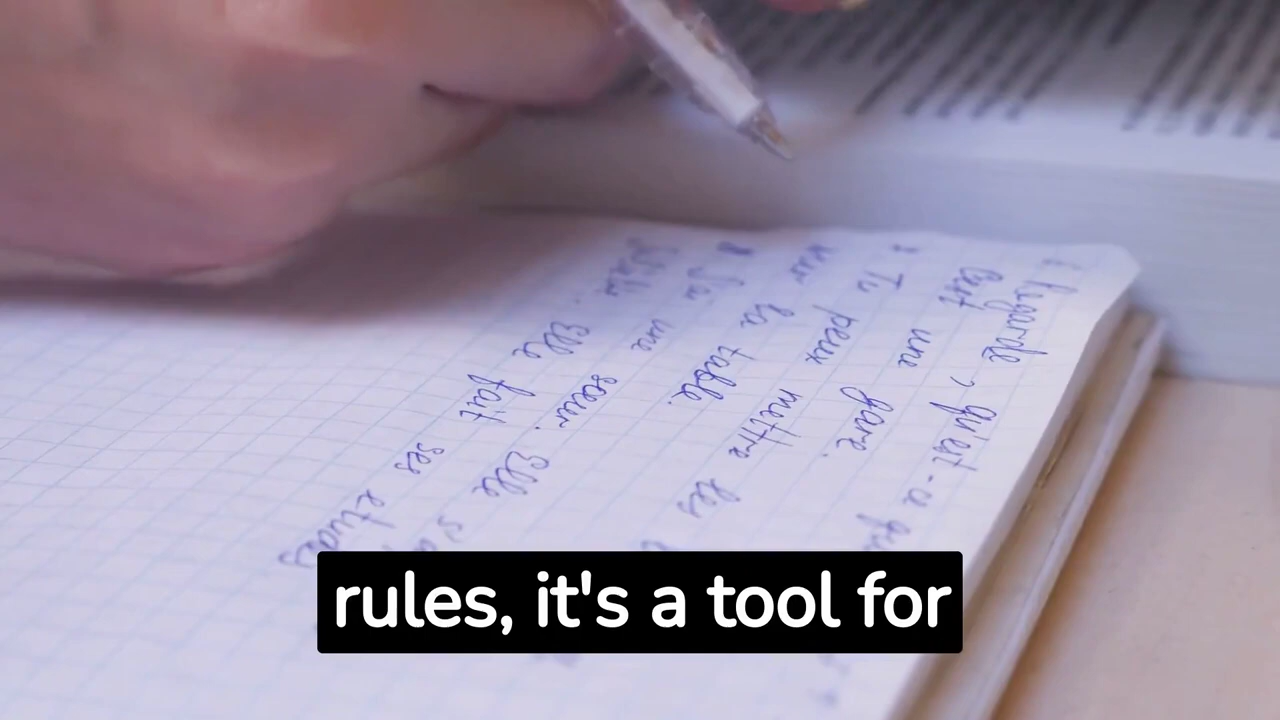 Regarde, qu'est-ce
C'est une gare.
Tu peux mettre les
sur la table.
J'ai une sœur. Elle
Elle fait ses etudes
rules, it's a tool for